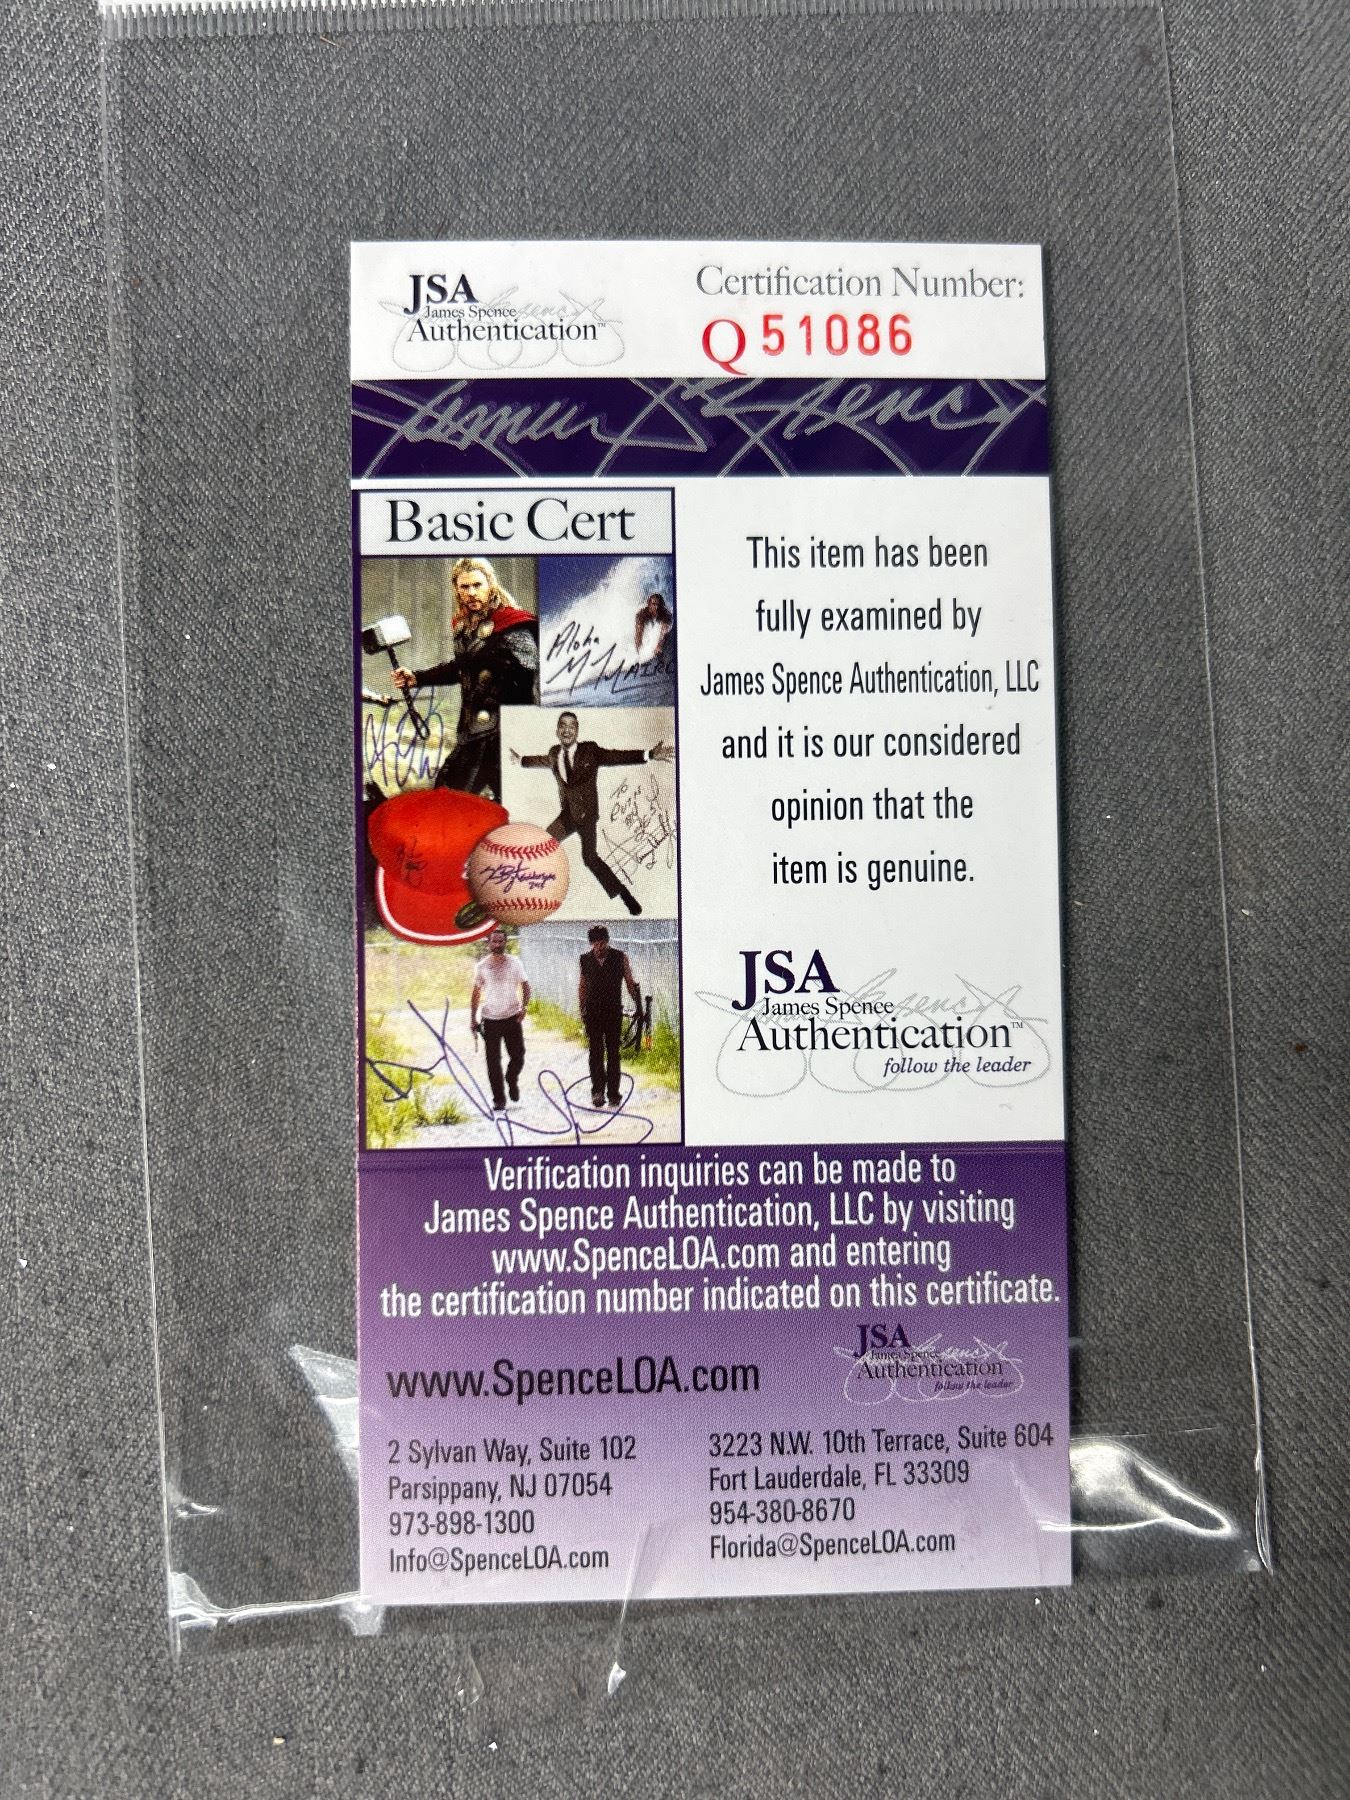 JSA
James Spence
Authentication™
Certification Number:
Q 51086
James Spence
Basic Cert
Aloha
This item has been
fully examined by
James Spence Authentication, LLC
and it is our considered
opinion that the
item is genuine.
JSA
James Spence
Authentication™
follow the leader
Verification inquiries can be made to
James Spence Authentication, LLC by visiting
www.SpenceLOA.com and entering
the certification number indicated on this certificate.
JSA
James Spence
Authentication
follow the leader
www.SpenceLOA.com
2 Sylvan Way, Suite 102
Parsippany, NJ 07054
973-898-1300
Info@SpenceLOA.com
3223 N.W. 10th Terrace, Suite 604
Fort Lauderdale, FL 33309
954-380-8670
Florida@SpenceLOA.com